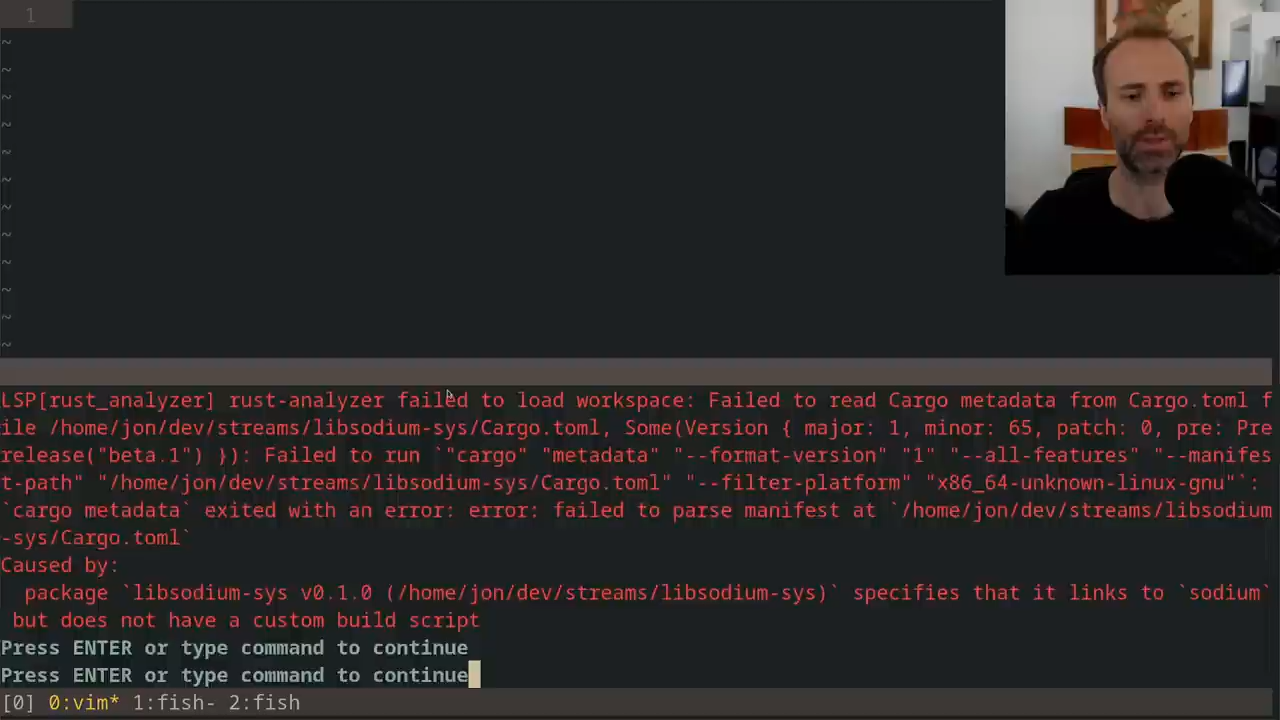 1
~
~
~
~
~
~
~
~
~
~
~
~
LSP[rust_analyzer] rust-analyzer failed to load workspace: Failed to read Cargo metadata from Cargo.toml f
ile /home/jon/dev/streams/libsodium-sys/Cargo.toml, Some(Version { major: 1, minor: 65, patch: 0, pre: Pre
release("beta.1") }): Failed to run `"cargo" "metadata" "--format-version" "1" "--all-features" "--manifes
t-path" "/home/jon/dev/streams/libsodium-sys/Cargo.toml" "--filter-platform" "x86_64-unknown-linux-gnu"`:
`cargo metadata` exited with an error: error: failed to parse manifest at `/home/jon/dev/streams/libsodium
-sys/Cargo.toml`
Caused by:
  package `libsodium-sys v0.1.0 (/home/jon/dev/streams/libsodium-sys)` specifies that it links to `sodium`
 but does not have a custom build script
Press ENTER or type command to continue
Press ENTER or type command to continue
[0] 0:vim* 1:fish- 2:fish